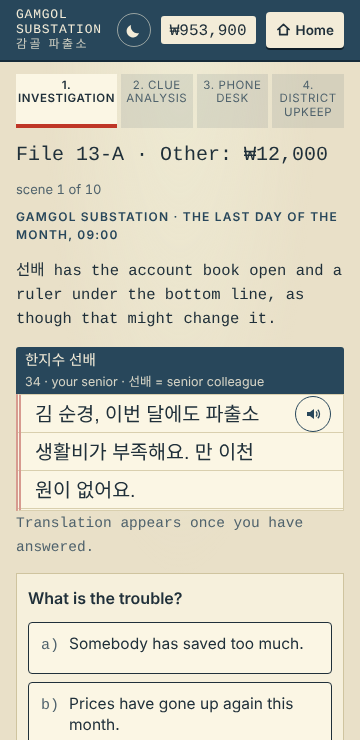 GAMGOL
SUBSTATION
감골 파출소
₩953,900
Home
1.
INVESTIGATION
2. CLUE
ANALYSIS
3. PHONE
DESK
4.
DISTRICT
UPKEEP
File 13-A · Other: ₩12,000
scene 1 of 10
GAMGOL SUBSTATION · THE LAST DAY OF THE
MONTH, 09:00
선배 has the account book open and a
ruler under the bottom line, as
though that might change it.
한지수 선배
34 · your senior · 선배 = senior colleague
김 순경, 이번 달에도 파출소
생활비가 부족해요. 만 이천
원이 없어요.
Translation appears once you have
answered.
What is the trouble?
a) Somebody has saved too much.
b) Prices have gone up again this
month.